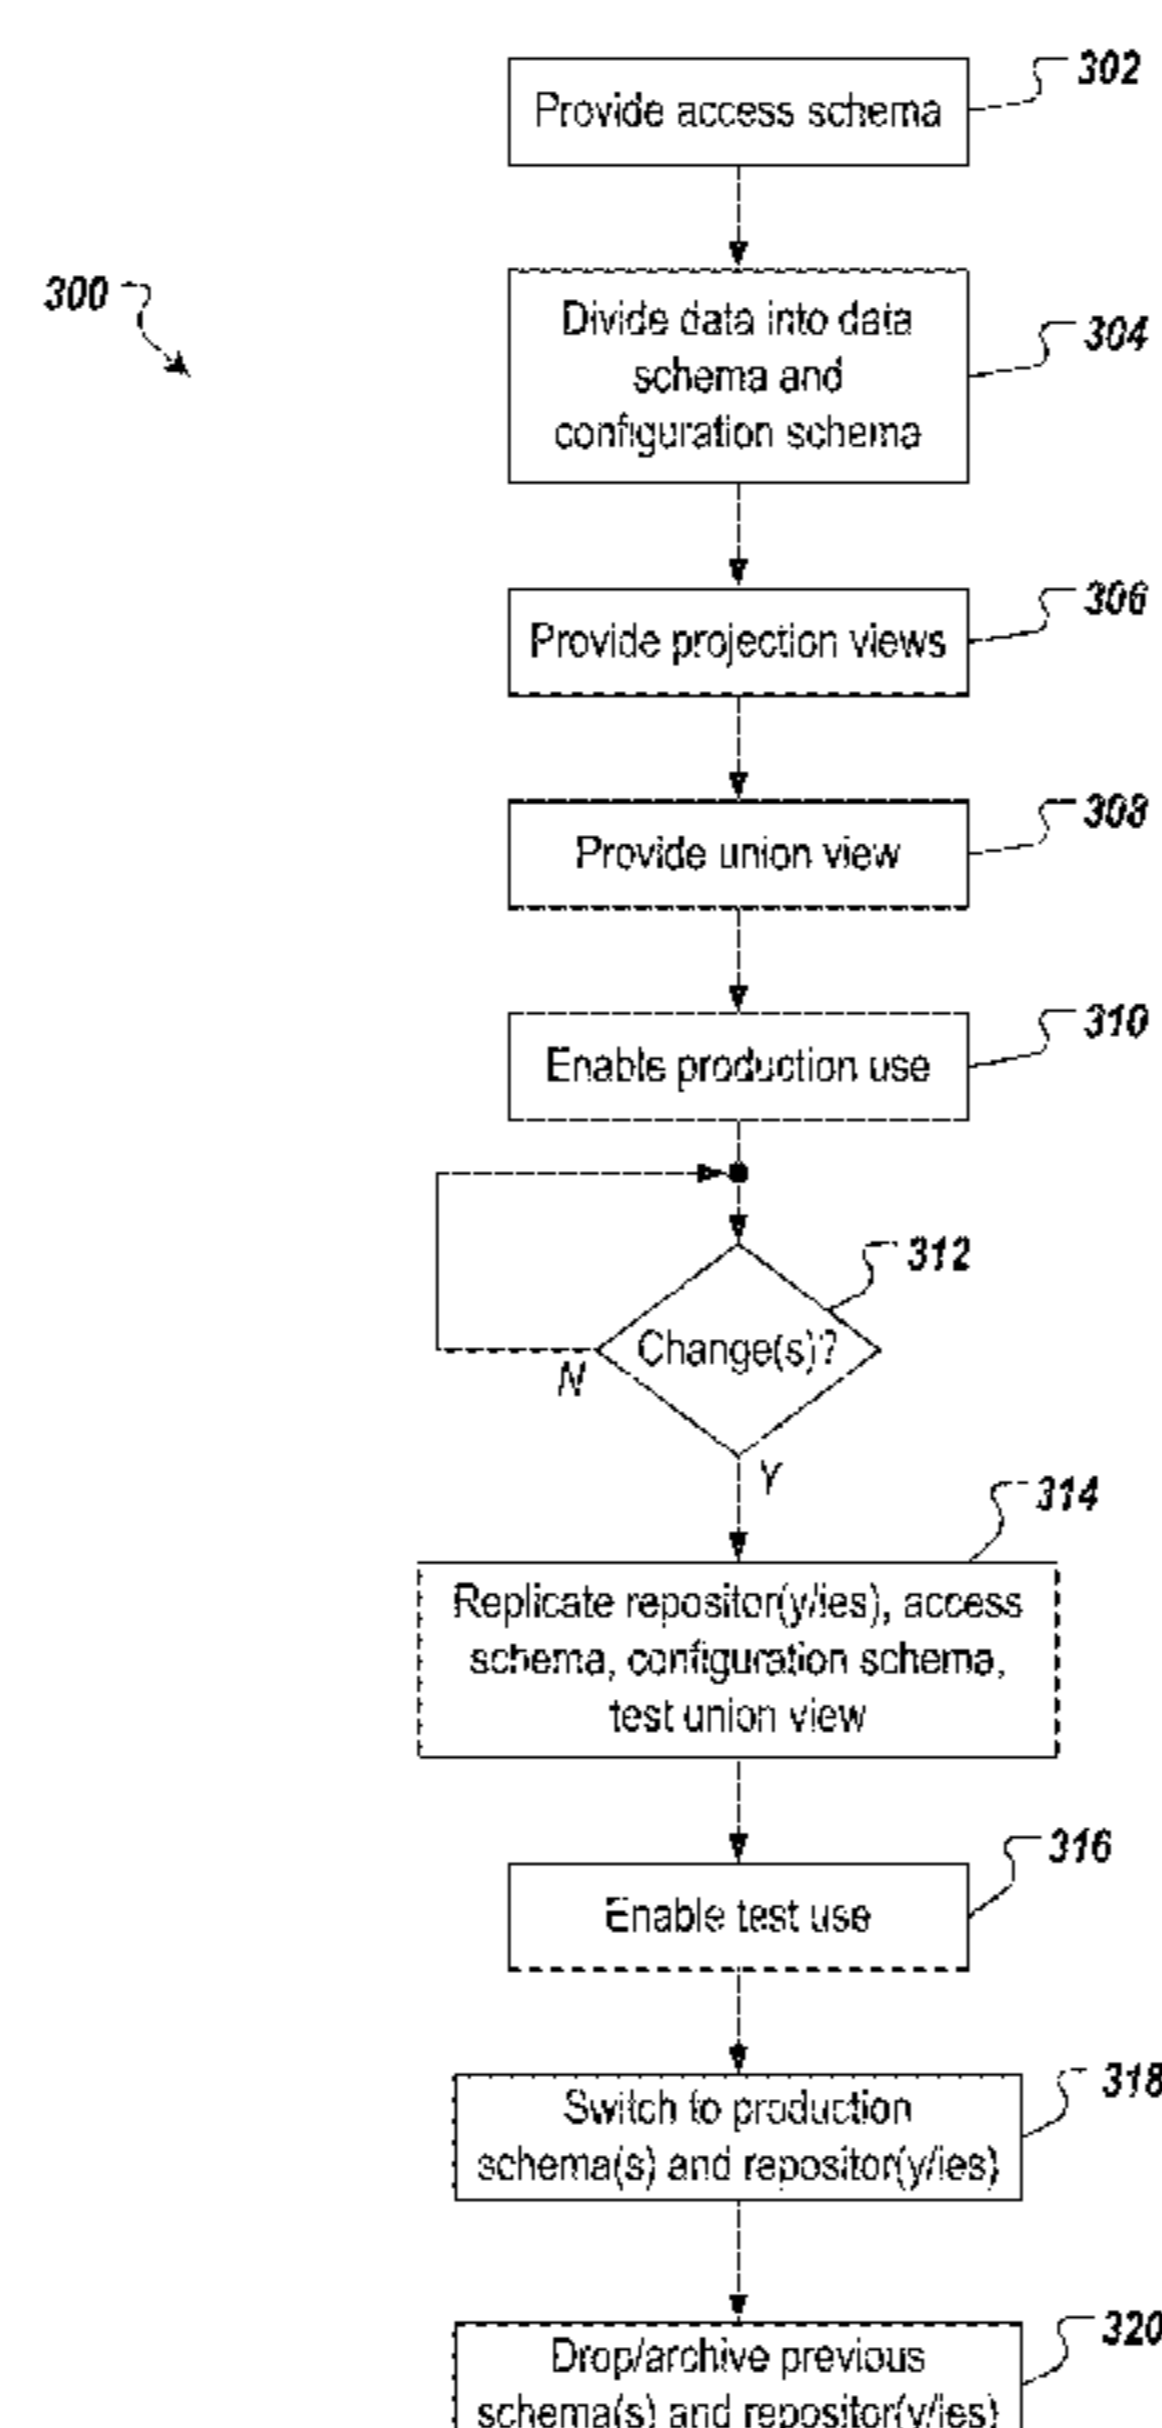 302
Provide access schema
300
304
Divide data into data
schema and
configuration schema
306
Provide projection views
308
Provide union view
310
Enable production use
312
Change(s)?
N
Y
314
Replicate repositor(y/ies), access
schema, configuration schema,
test union view
316
Enable test use
318
Switch to production
schema(s) and repositor(y/ies)
320
Drop/archive previous
schema(s) and repositor(y/ies)